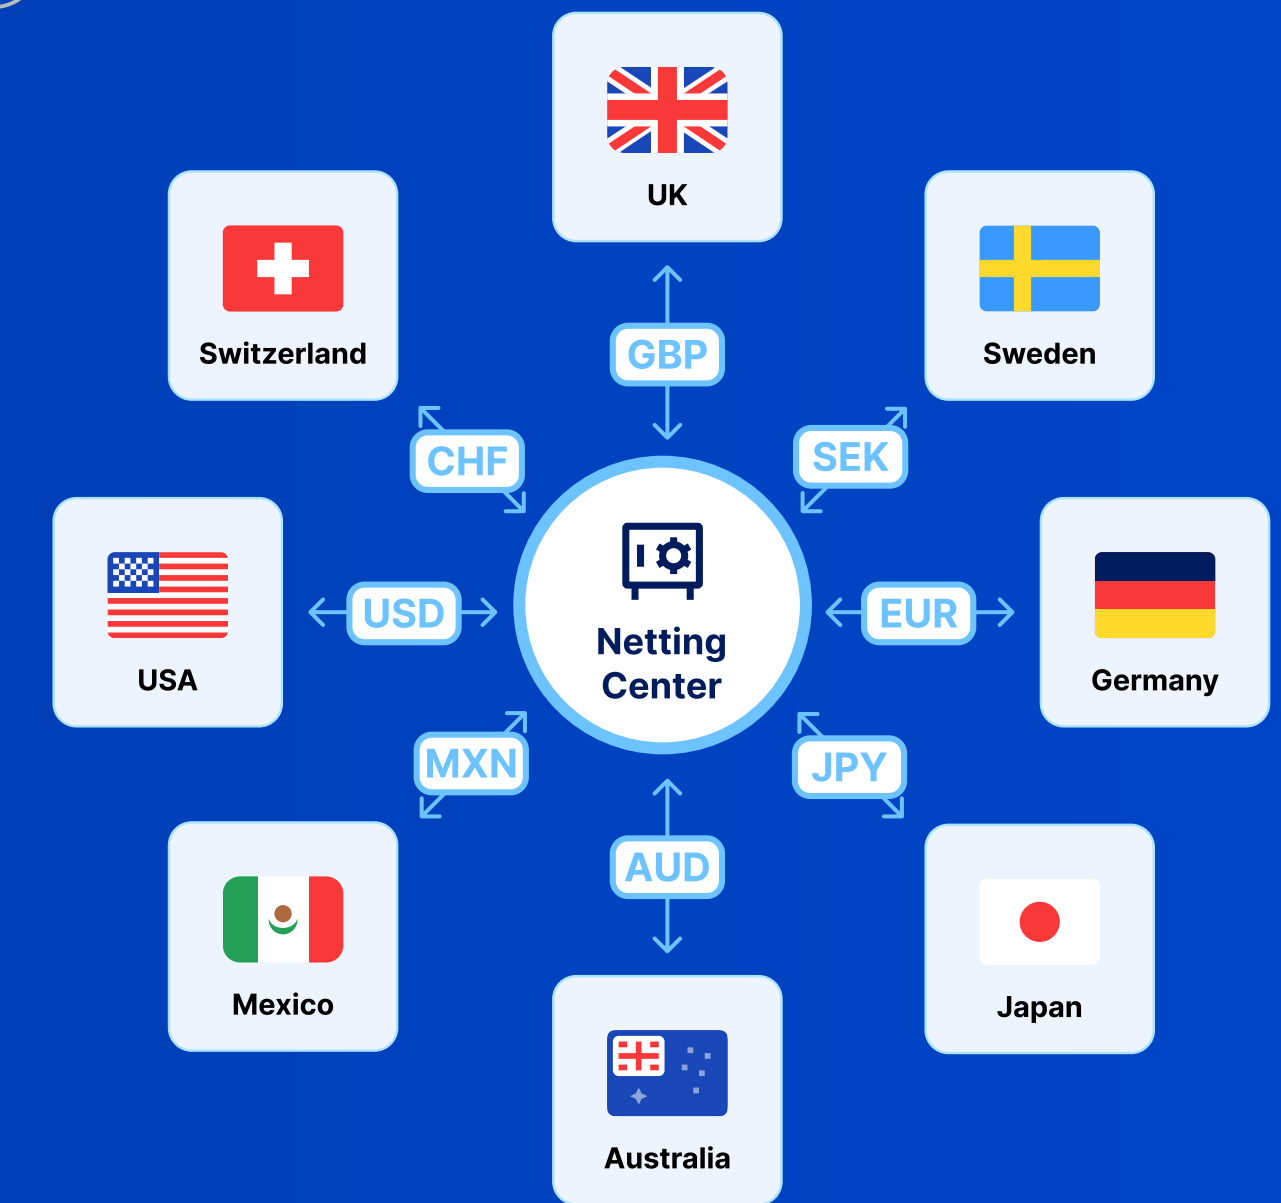 UK
Switzerland
Sweden
GBP
CHF
SEK
USA
USD
Netting
Center
EUR
Germany
MXN
JPY
AUD
Mexico
Japan
Australia